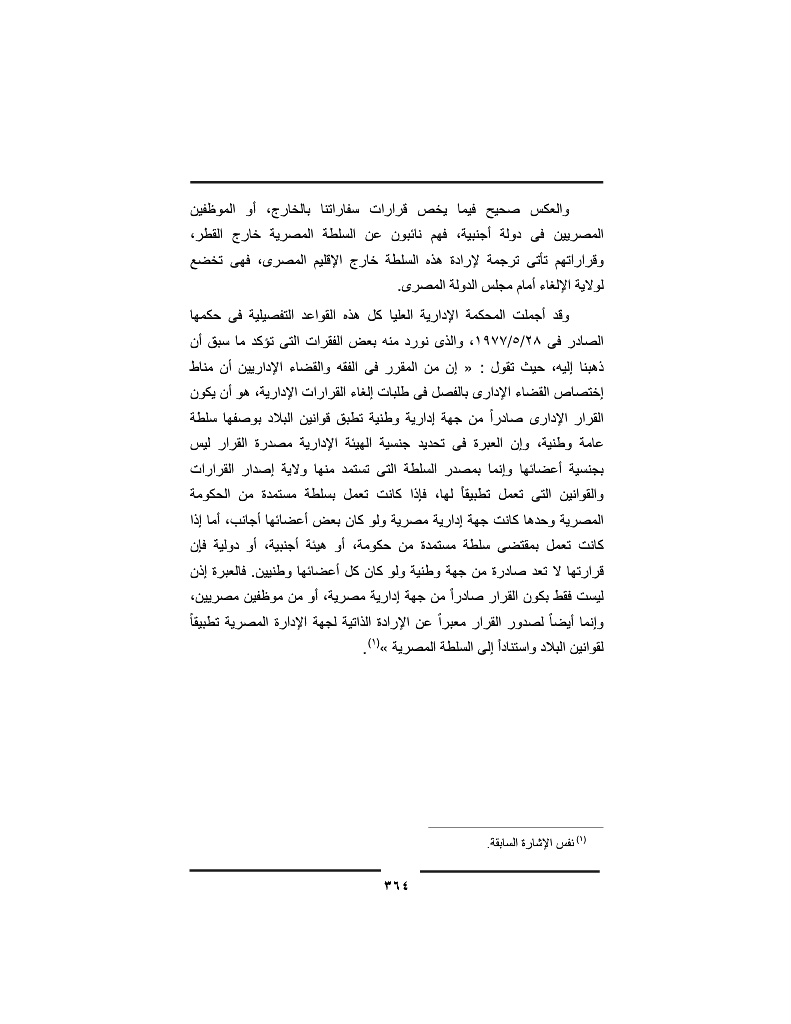 والعكس صحيح فيما يخص قرارات سفاراتنا بالخارج، أو الموظفين
المصريين فى دولة أجنبية، فهم نائبون عن السلطة المصرية خارج القطر،
وقراراتهم تأتى ترجمة لإرادة هذه السلطة خارج الإقليم المصرى، فهى تخضع
لولاية الإلغاء أمام مجلس الدولة المصرى.
وقد أجملت المحكمة الإدارية العليا كل هذه القواعد التفصيلية فى حكمها
الصادر فى ١٩٧٧/٥/٢٨، والذى نورد منه بعض الفقرات التى تؤكد ما سبق أن
ذهبنا إليه، حيث تقول : « إن من المقرر فى الفقه والقضاء الإداريين أن مناط
إختصاص القضاء الإدارى بالفصل فى طلبات إلغاء القرارات الإدارية، هو أن يكون
القرار الإدارى صادراً من جهة إدارية وطنية تطبق قوانين البلاد بوصفها سلطة
عامة وطنية، وإن العبرة فى تحديد جنسية الهيئة الإدارية مصدرة القرار ليس
بجنسية أعضائها وإنما بمصدر السلطة التى تستمد منها ولاية إصدار القرارات
والقوانين التى تعمل تطبيقاً لها، فإذا كانت تعمل بسلطة مستمدة من الحكومة
المصرية وحدها كانت جهة إدارية مصرية ولو كان بعض أعضائها أجانب، أما إذا
كانت تعمل بمقتضى سلطة مستمدة من حكومة، أو هيئة أجنبية، أو دولية فإن
قرارتها لا تعد صادرة من جهة وطنية ولو كان كل أعضائها وطنيين. فالعبرة إذن
ليست فقط بكون القرار صادراً من جهة إدارية مصرية، أو من موظفين مصريين،
وإنما أيضاً لصدور القرار معبراً عن الإرادة الذاتية لجهة الإدارة المصرية تطبيقاً
لقوانين البلاد واستناداً إلى السلطة المصرية »(١).
(١) نفس الإشارة السابقة.
٣٦٤